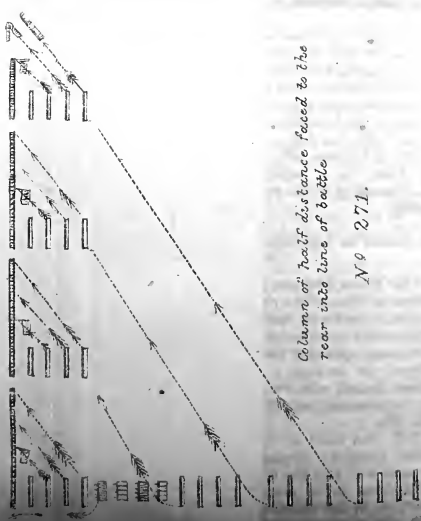 Column of half distance faced to the
rear into line of battle
Nº 271.